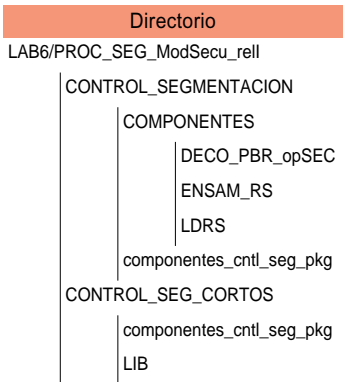 Directorio
LAB6/PROC_SEG_ModSecu_rell
CONTROL_SEGMENTACION
COMPONENTES
DECO_PBR_opSEC
ENSAM_RS
LDRS
componentes_cntl_seg_pkg
CONTROL_SEG_CORTOS
componentes_cntl_seg_pkg
LIB